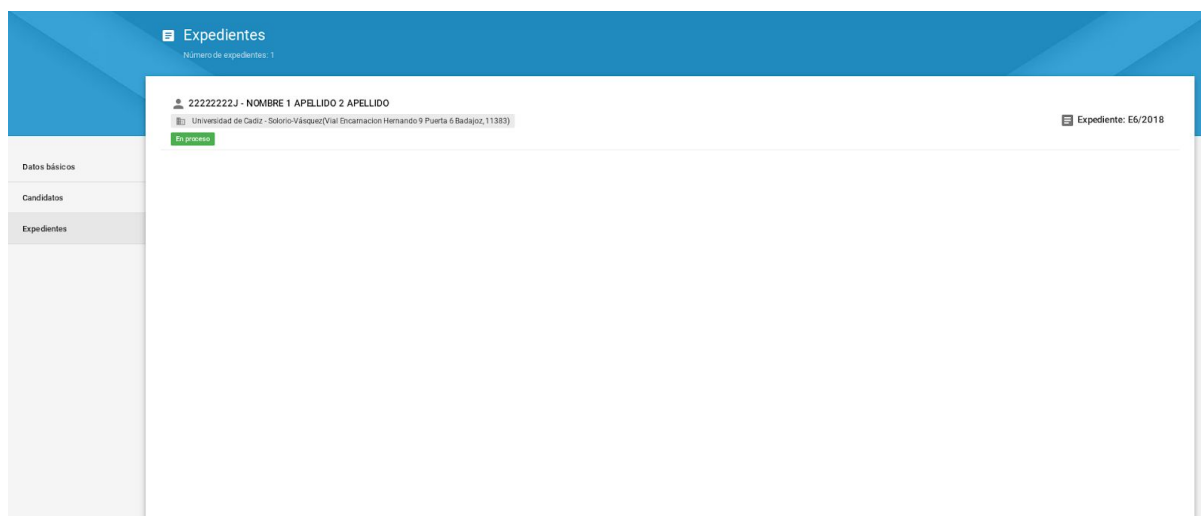 Expedientes
Número de expedientes: 1
22222222J - NOMBRE 1 APELLIDO 2 APELLIDO
Universidad de Cadiz - Solorio-Vásquez(Vial Encarnacion Hernando 9 Puerta 6 Badajoz, 11383)
Expediente: E6/2018
En proceso
Datos básicos
Candidatos
Expedientes